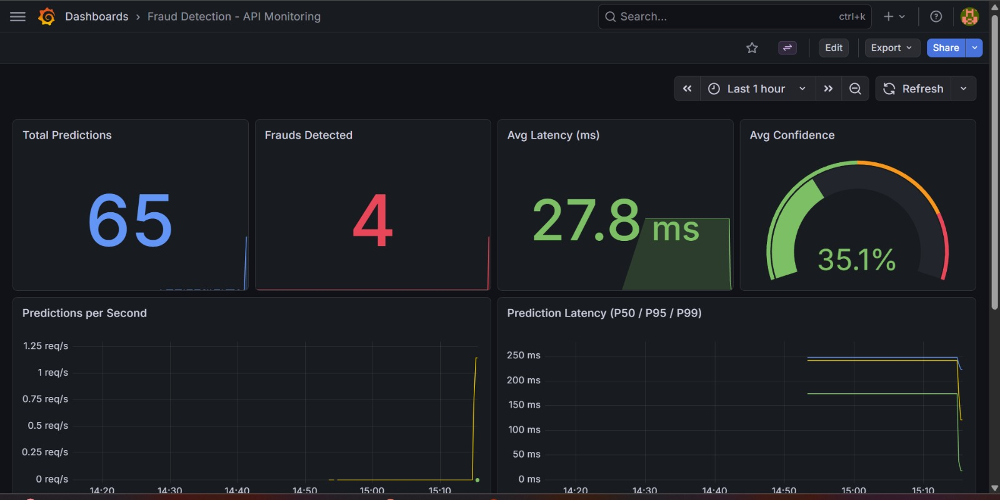 Dashboards › Fraud Detection - API Monitoring
Search... ctrl+k
Edit Export Share
Last 1 hour Refresh
Total Predictions
65
Frauds Detected
4
Avg Latency (ms)
27.8 ms
Avg Confidence
35.1%
Predictions per Second
1.25 req/s
1 req/s
0.75 req/s
0.5 req/s
0.25 req/s
0 req/s
14:20 14:30 14:40 14:50 15:00 15:10
Prediction Latency (P50 / P95 / P99)
250 ms
200 ms
150 ms
100 ms
50 ms
0 ms
14:20 14:30 14:40 14:50 15:00 15:10